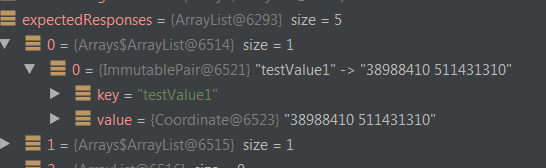 expectedResponses = {ArrayList@6293} size = 5
0 = {Arrays$ArrayList@6514} size = 1
0 = {ImmutablePair@6521} "testValue1" -> "38988410 511431310"
key = "testValue1"
value = {Coordinate@6523} "38988410 511431310"
1 = {Arrays$ArrayList@6515} size = 1